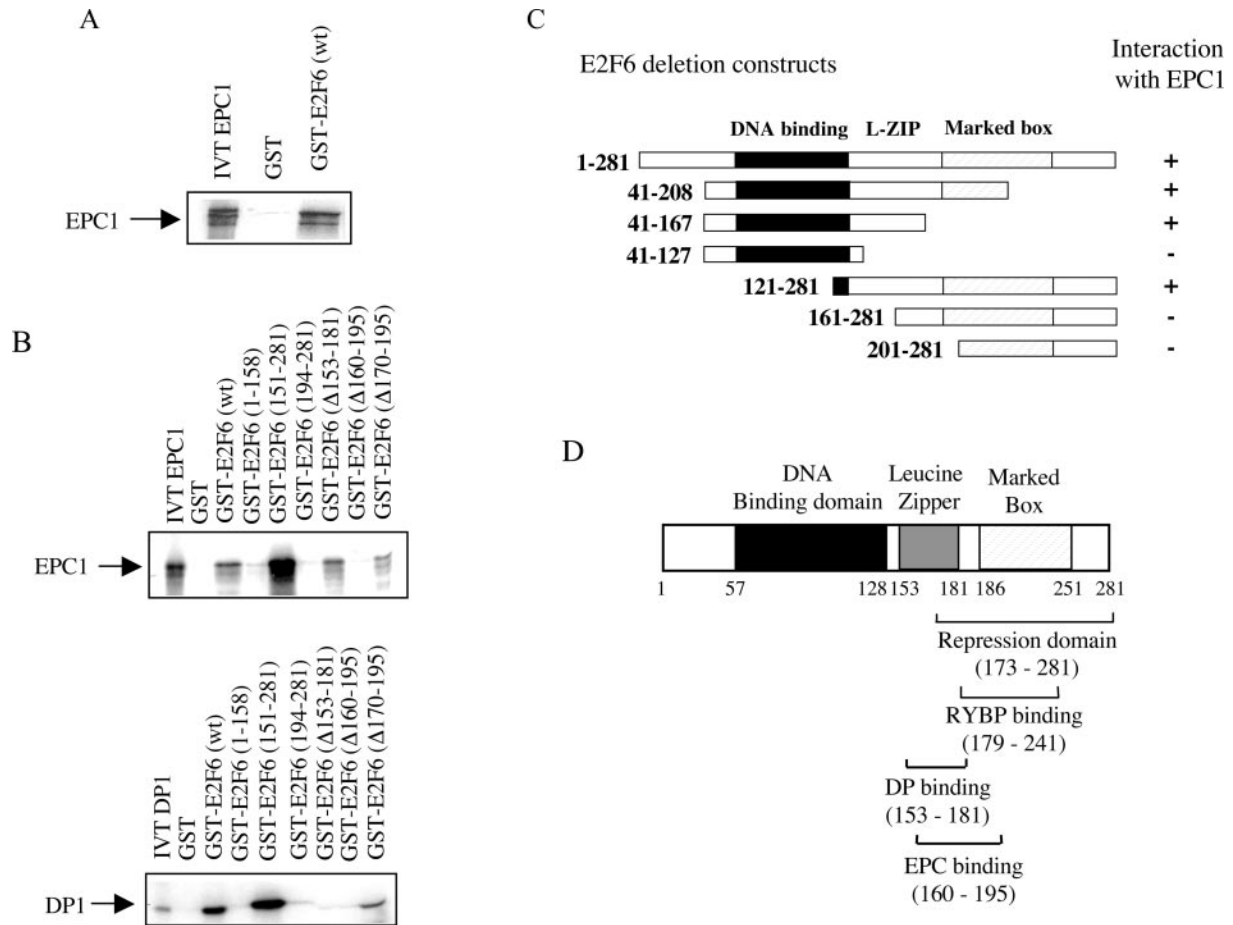 A
IVT EPC1
GST
GST-E2F6 (wt)
EPC1
B
IVT EPC1
GST
GST-E2F6 (wt)
GST-E2F6 (1-158)
GST-E2F6 (151-281)
GST-E2F6 (194-281)
GST-E2F6 (Δ153-181)
GST-E2F6 (Δ160-195)
GST-E2F6 (Δ170-195)
EPC1
IVT DP1
GST
GST-E2F6 (wt)
GST-E2F6 (1-158)
GST-E2F6 (151-281)
GST-E2F6 (194-281)
GST-E2F6 (Δ153-181)
GST-E2F6 (Δ160-195)
GST-E2F6 (Δ170-195)
DP1
C
E2F6 deletion constructs
Interaction
with EPC1
DNA binding L-ZIP Marked box
1-281 +
41-208 +
41-167 +
41-127 -
121-281 +
161-281 -
201-281 -
D
DNA
Binding domain
Leucine
Zipper
Marked
Box
1 57 128 153 181 186 251 281
Repression domain
(173 - 281)
RYBP binding
(179 - 241)
DP binding
(153 - 181)
EPC binding
(160 - 195)